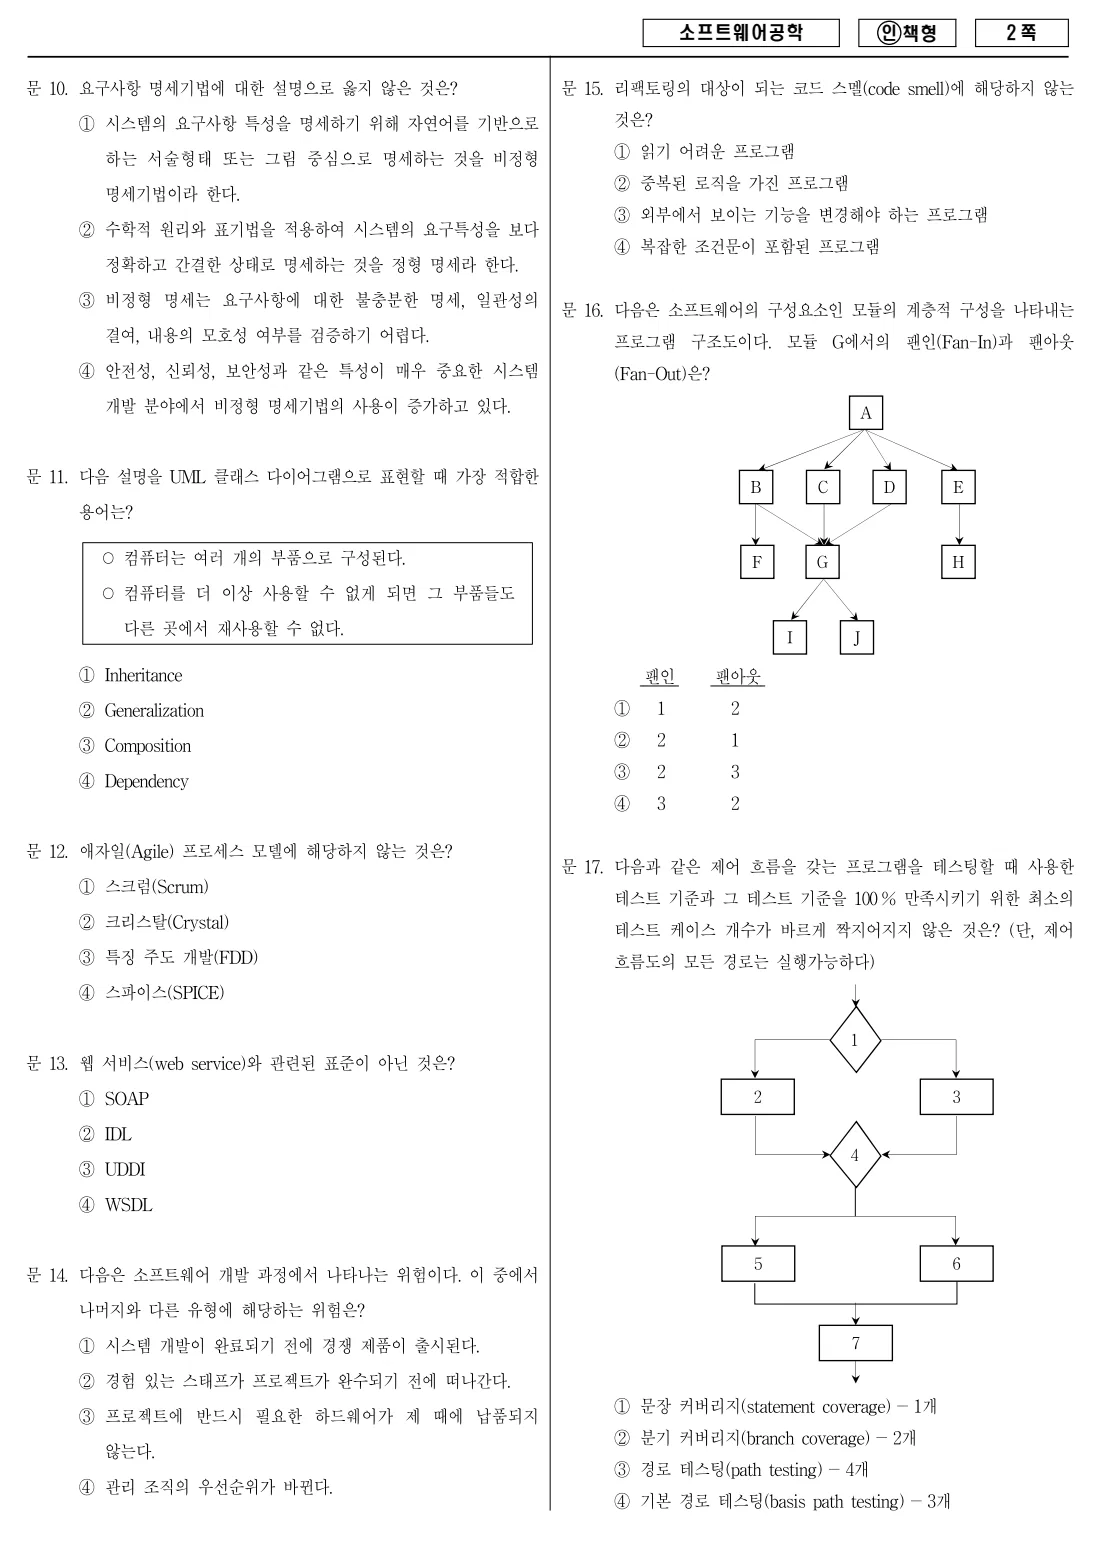 소프트웨어공학
인책형
2쪽
문 10. 요구사항 명세기법에 대한 설명으로 옳지 않은 것은?
① 시스템의 요구사항 특성을 명세하기 위해 자연어를 기반으로
하는 서술형태 또는 그림 중심으로 명세하는 것을 비정형
명세기법이라 한다.
② 수학적 원리와 표기법을 적용하여 시스템의 요구특성을 보다
정확하고 간결한 상태로 명세하는 것을 정형 명세라 한다.
③ 비정형 명세는 요구사항에 대한 불충분한 명세, 일관성의
결여, 내용의 모호성 여부를 검증하기 어렵다.
④ 안전성, 신뢰성, 보안성과 같은 특성이 매우 중요한 시스템
개발 분야에서 비정형 명세기법의 사용이 증가하고 있다.
문 11. 다음 설명을 UML 클래스 다이어그램으로 표현할 때 가장 적합한
용어는?
○ 컴퓨터는 여러 개의 부품으로 구성된다.
○ 컴퓨터를 더 이상 사용할 수 없게 되면 그 부품들도
다른 곳에서 재사용할 수 없다.
① Inheritance
② Generalization
③ Composition
④ Dependency
문 12. 애자일(Agile) 프로세스 모델에 해당하지 않는 것은?
① 스크럼(Scrum)
② 크리스탈(Crystal)
③ 특징 주도 개발(FDD)
④ 스파이스(SPICE)
문 13. 웹 서비스(web service)와 관련된 표준이 아닌 것은?
① SOAP
② IDL
③ UDDI
④ WSDL
문 14. 다음은 소프트웨어 개발 과정에서 나타나는 위험이다. 이 중에서
나머지와 다른 유형에 해당하는 위험은?
① 시스템 개발이 완료되기 전에 경쟁 제품이 출시된다.
② 경험 있는 스태프가 프로젝트가 완수되기 전에 떠나간다.
③ 프로젝트에 반드시 필요한 하드웨어가 제 때에 납품되지
않는다.
④ 관리 조직의 우선순위가 바뀐다.
문 15. 리팩토링의 대상이 되는 코드 스멜(code smell)에 해당하지 않는
것은?
① 읽기 어려운 프로그램
② 중복된 로직을 가진 프로그램
③ 외부에서 보이는 기능을 변경해야 하는 프로그램
④ 복잡한 조건문이 포함된 프로그램
문 16. 다음은 소프트웨어의 구성요소인 모듈의 계층적 구성을 나타내는
프로그램 구조도이다. 모듈 G에서의 팬인(Fan-In)과 팬아웃
(Fan-Out)은?
A
B C D E
F G H
I J
팬인 팬아웃
① 1 2
② 2 1
③ 2 3
④ 3 2
문 17. 다음과 같은 제어 흐름을 갖는 프로그램을 테스팅할 때 사용한
테스트 기준과 그 테스트 기준을 100 % 만족시키기 위한 최소의
테스트 케이스 개수가 바르게 짝지어지지 않은 것은? (단, 제어
흐름도의 모든 경로는 실행가능하다)
1
2 3
4
5 6
7
① 문장 커버리지(statement coverage) － 1개
② 분기 커버리지(branch coverage) － 2개
③ 경로 테스팅(path testing) － 4개
④ 기본 경로 테스팅(basis path testing) － 3개